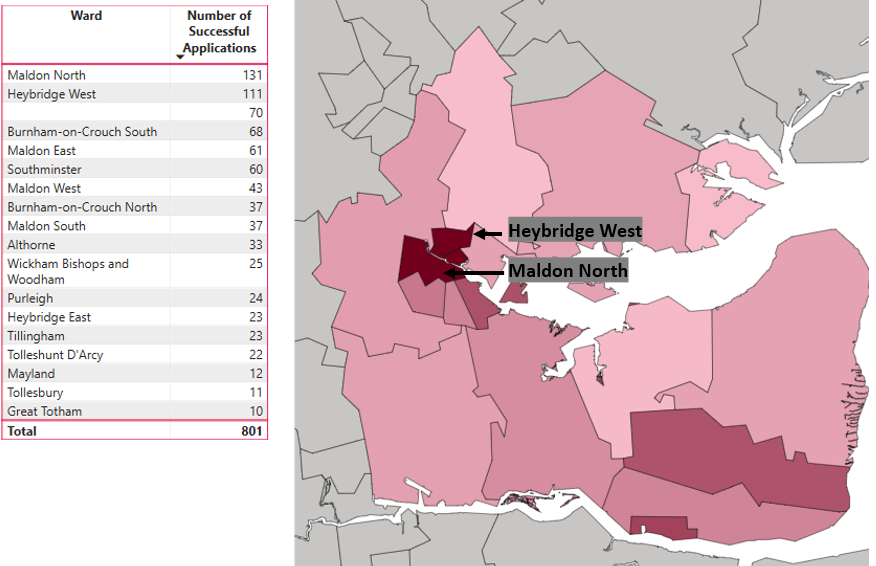 Ward Number of
Successful
Applications
Maldon North 131
Heybridge West 111
70
Burnham-on-Crouch South 68
Maldon East 61
Southminster 60
Maldon West 43
Burnham-on-Crouch North 37
Maldon South 37
Althorne 33
Wickham Bishops and 25
Woodham
Purleigh 24
Heybridge East 23
Tillingham 23
Tolleshunt D'Arcy 22
Mayland 12
Tollesbury 11
Great Totham 10
Total 801
Heybridge West
Maldon North